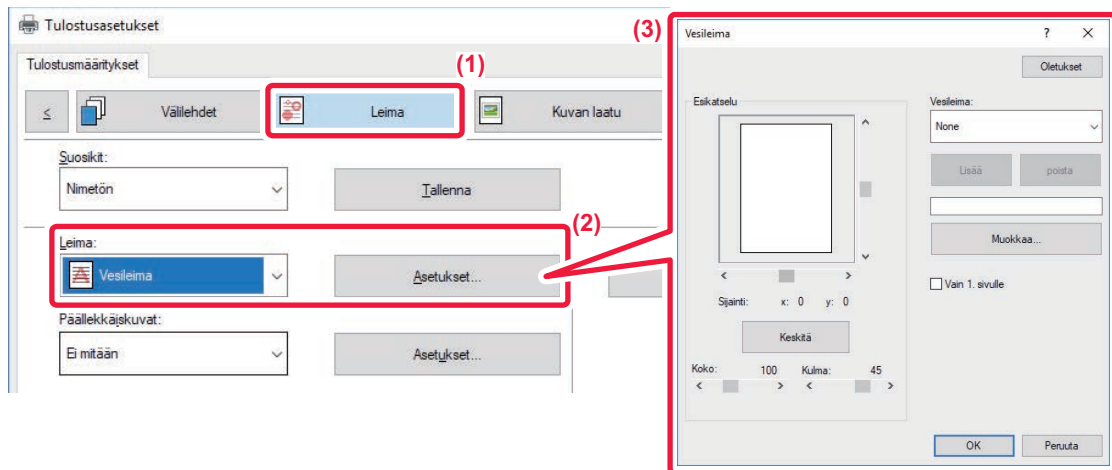 Tulostusasetukset
Tulostusmääritykset
(1)
≤ Välilehdet Leima Kuvan laatu
Suosikit:
Nimetön Tallenna
(2)
Leima:
Vesileima Asetukset...
Päällekkäiskuvat:
Ei mitään Asetukset...
(3)
Vesileima ? ×
Oletukset
Esikatselu
Vesileima:
None
Lisää poista
Muokkaa...
Vain 1. sivulle
Sijainti: x: 0 y: 0
Keskitä
Koko: 100 Kulma: 45
OK Peruuta